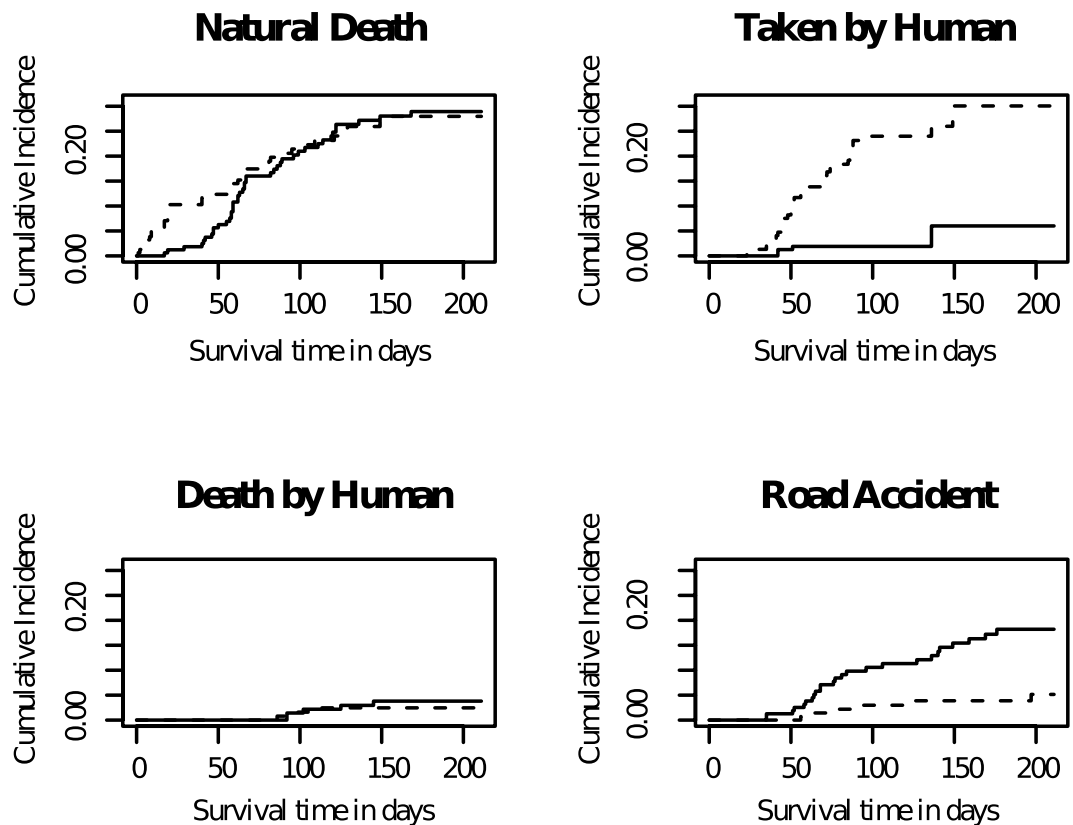 Natural Death
Cumulative Incidence
0.20
0.00
0 50 100 150 200
Survival time in days
Taken by Human
Cumulative Incidence
0.20
0.00
0 50 100 150 200
Survival time in days
Death by Human
Cumulative Incidence
0.20
0.00
0 50 100 150 200
Survival time in days
Road Accident
Cumulative Incidence
0.20
0.00
0 50 100 150 200
Survival time in days